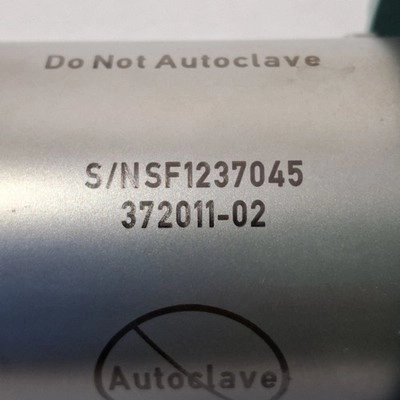 Do Not Autoclave
S/NSF1237045
372011-02
Autoclave